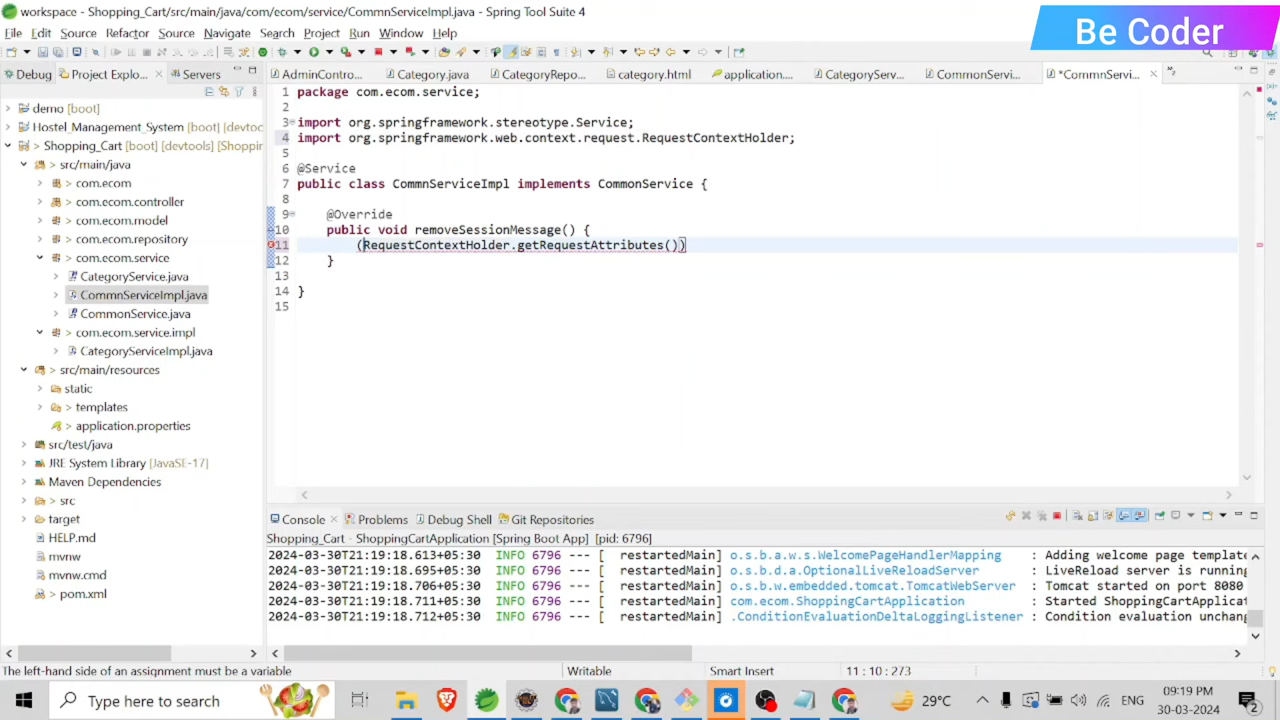 workspace - Shopping_Cart/src/main/java/com/ecom/service/CommnServiceImpl.java - Spring Tool Suite 4
Be Coder
File Edit Source Refactor Source Navigate Search Project Run Window Help
Debug Project Explo... Servers
AdminContro... Category.java CategoryRepo... category.html application.... CategoryServ... CommonServi... *CommnServi...
demo [boot]
Hostel_Management_System [boot] [devtoo
Shopping_Cart [boot] [devtools] [Shoppin
src/main/java
com.ecom
com.ecom.controller
com.ecom.model
com.ecom.repository
com.ecom.service
CategoryService.java
CommnServiceImpl.java
CommonService.java
com.ecom.service.impl
CategoryServiceImpl.java
src/main/resources
static
templates
application.properties
src/test/java
JRE System Library [JavaSE-17]
Maven Dependencies
src
target
HELP.md
mvnw
mvnw.cmd
pom.xml
1 package com.ecom.service;
2
3 import org.springframework.stereotype.Service;
4 import org.springframework.web.context.request.RequestContextHolder;
5
6 @Service
7 public class CommnServiceImpl implements CommonService {
8
9 @Override
10 public void removeSessionMessage() {
11 (RequestContextHolder.getRequestAttributes())
12 }
13
14 }
15
Console Problems Debug Shell Git Repositories
Shopping_Cart - ShoppingCartApplication [Spring Boot App] [pid: 6796]
2024-03-30T21:19:18.613+05:30 INFO 6796 --- [ restartedMain] o.s.b.a.w.s.WelcomePageHandlerMapping : Adding welcome page template
2024-03-30T21:19:18.695+05:30 INFO 6796 --- [ restartedMain] o.s.b.d.a.OptionalLiveReloadServer : LiveReload server is running
2024-03-30T21:19:18.706+05:30 INFO 6796 --- [ restartedMain] o.s.b.w.embedded.tomcat.TomcatWebServer : Tomcat started on port 8080
2024-03-30T21:19:18.711+05:30 INFO 6796 --- [ restartedMain] com.ecom.ShoppingCartApplication : Started ShoppingCartApplicat
2024-03-30T21:19:18.712+05:30 INFO 6796 --- [ restartedMain] .ConditionEvaluationDeltaLoggingListener : Condition evaluation unchang
The left-hand side of an assignment must be a variable Writable Smart Insert 11 : 10 : 273
Type here to search 29°C ENG 09:19 PM
30-03-2024 2